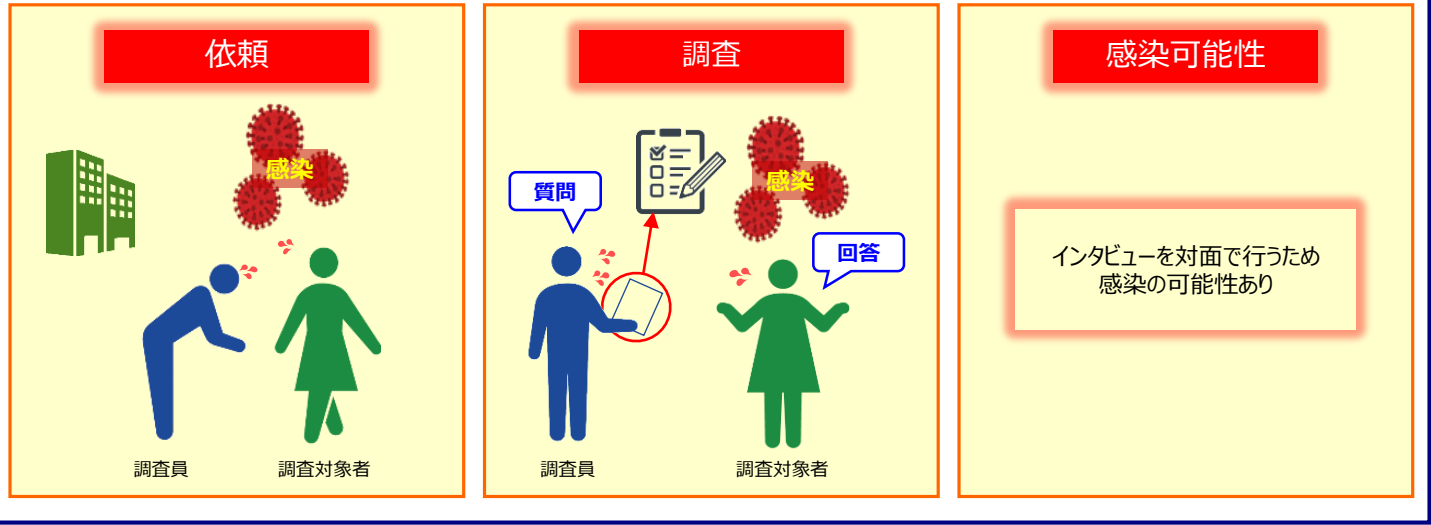 依頼
感染
調査員
調査対象者
調査
質問
感染
回答
調査員
調査対象者
感染可能性
インタビューを対面で行うため
感染の可能性あり